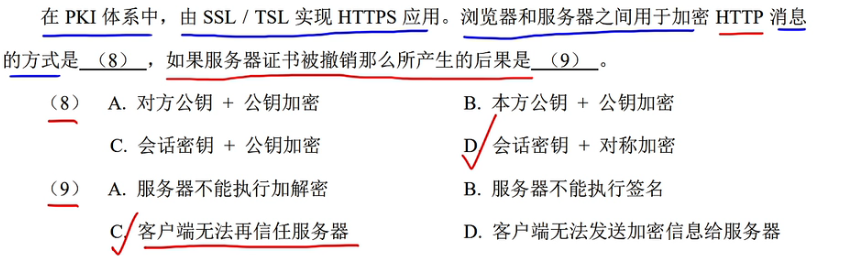 在 PKI 体系中，由 SSL / TSL 实现 HTTPS 应用。浏览器和服务器之间用于加密 HTTP 消息
的方式是 （8） ，如果服务器证书被撤销那么所产生的后果是 （9） 。
（8） A. 对方公钥 + 公钥加密 B. 本方公钥 + 公钥加密
C. 会话密钥 + 公钥加密 D. 会话密钥 + 对称加密
（9） A. 服务器不能执行加解密 B. 服务器不能执行签名
C. 客户端无法再信任服务器 D. 客户端无法发送加密信息给服务器